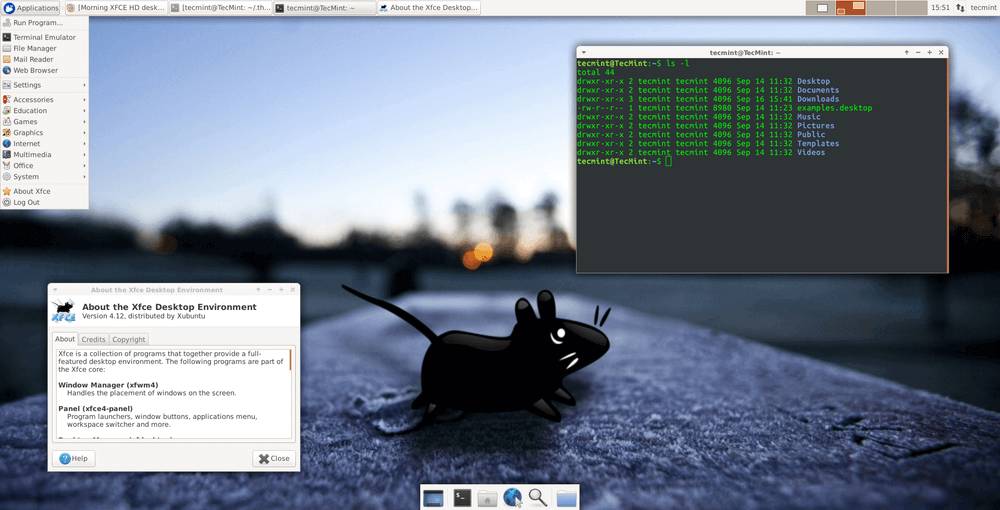 Applications
[Morning XFCE HD desk...
[tecmint@TecMint: ~/.th...
tecmint@TecMint: ~
About the Xfce Desktop...
15:51
tecmint
Run Program...
Terminal Emulator
File Manager
Mail Reader
Web Browser
Settings
Accessories
Education
Games
Graphics
Internet
Multimedia
Office
System
About Xfce
Log Out
tecmint@TecMint: ~
tecmint@TecMint:~$ ls -l
total 44
drwxr-xr-x 2 tecmint tecmint 4096 Sep 14 11:32 Desktop
drwxr-xr-x 2 tecmint tecmint 4096 Sep 14 11:32 Documents
drwxr-xr-x 3 tecmint tecmint 4096 Sep 16 15:41 Downloads
-rw-r--r-- 1 tecmint tecmint 8980 Sep 14 11:23 examples.desktop
drwxr-xr-x 2 tecmint tecmint 4096 Sep 14 11:32 Music
drwxr-xr-x 2 tecmint tecmint 4096 Sep 14 11:32 Pictures
drwxr-xr-x 2 tecmint tecmint 4096 Sep 14 11:32 Public
drwxr-xr-x 2 tecmint tecmint 4096 Sep 14 11:32 Templates
drwxr-xr-x 2 tecmint tecmint 4096 Sep 14 11:32 Videos
tecmint@TecMint:~$
About the Xfce Desktop Environment
XFCE
About the Xfce Desktop Environment
Version 4.12, distributed by Xubuntu
About
Credits
Copyright
Xfce is a collection of programs that together provide a full-
featured desktop environment. The following programs are part of
the Xfce core:
Window Manager (xfwm4)
Handles the placement of windows on the screen.
Panel (xfce4-panel)
Program launchers, window buttons, applications menu,
workspace switcher and more.
Help
Close